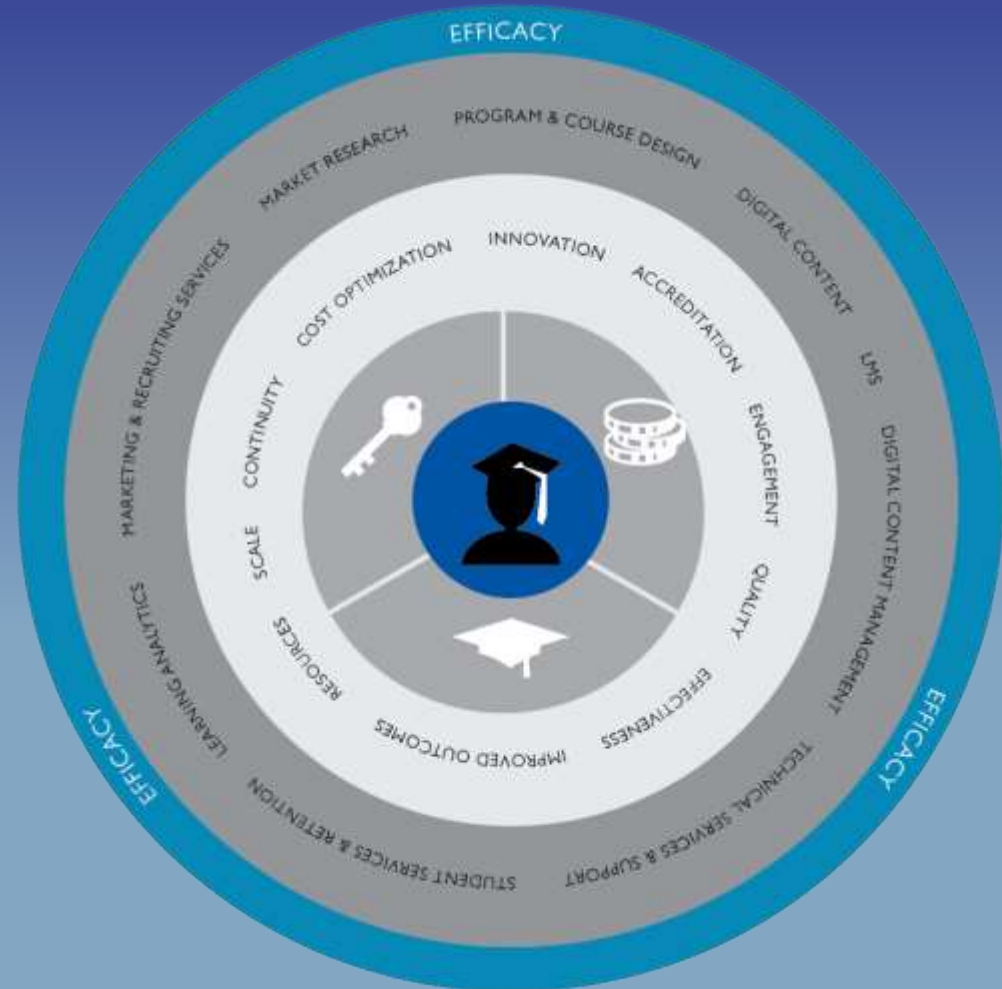 EFFICACY
PROGRAM & COURSE DESIGN
DIGITAL CONTENT
LMS
DIGITAL CONTENT MANAGEMENT
TECHNICAL SERVICES & SUPPORT
STUDENT SERVICES & RETENTION
LEARNING ANALYTICS
MARKETING & RECRUITING SERVICES
MARKET RESEARCH
INNOVATION
ACCREDITATION
ENGAGEMENT
QUALITY
EFFECTIVENESS
IMPROVED OUTCOMES
RESOURCES
SCALE
CONTINUITY
COST OPTIMIZATION
EFFICACY
EFFICACY